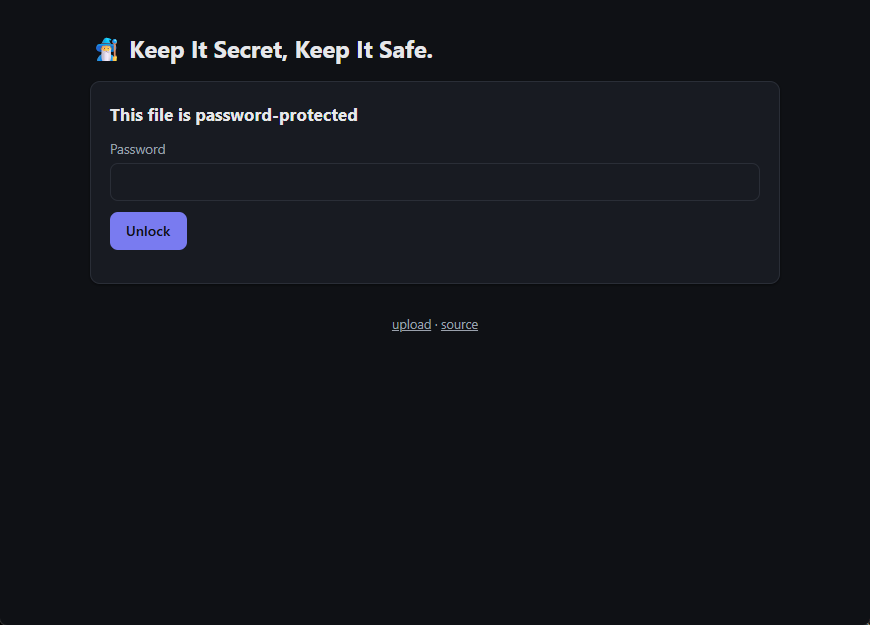 🧙‍♂️ Keep It Secret, Keep It Safe.
This file is password-protected
Password
Unlock
upload · source